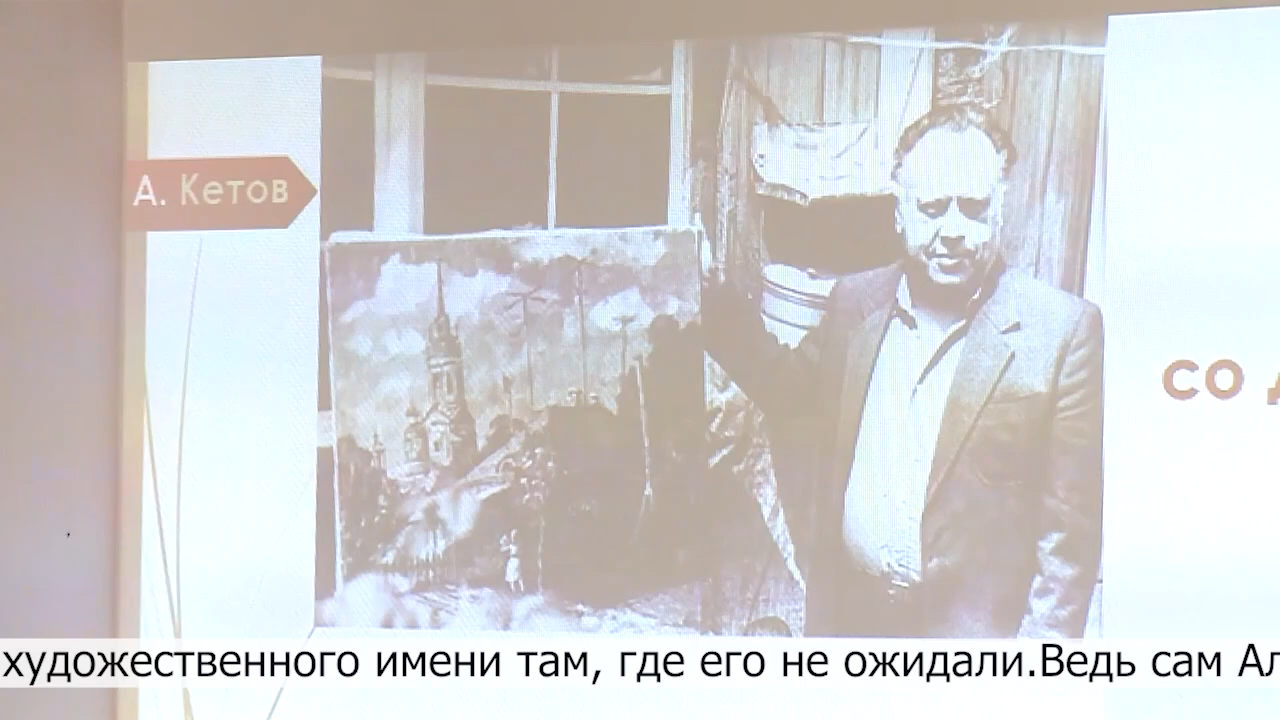 А. Кетов
со
художественного имени там, где его не ожидали.Ведь сам Ал